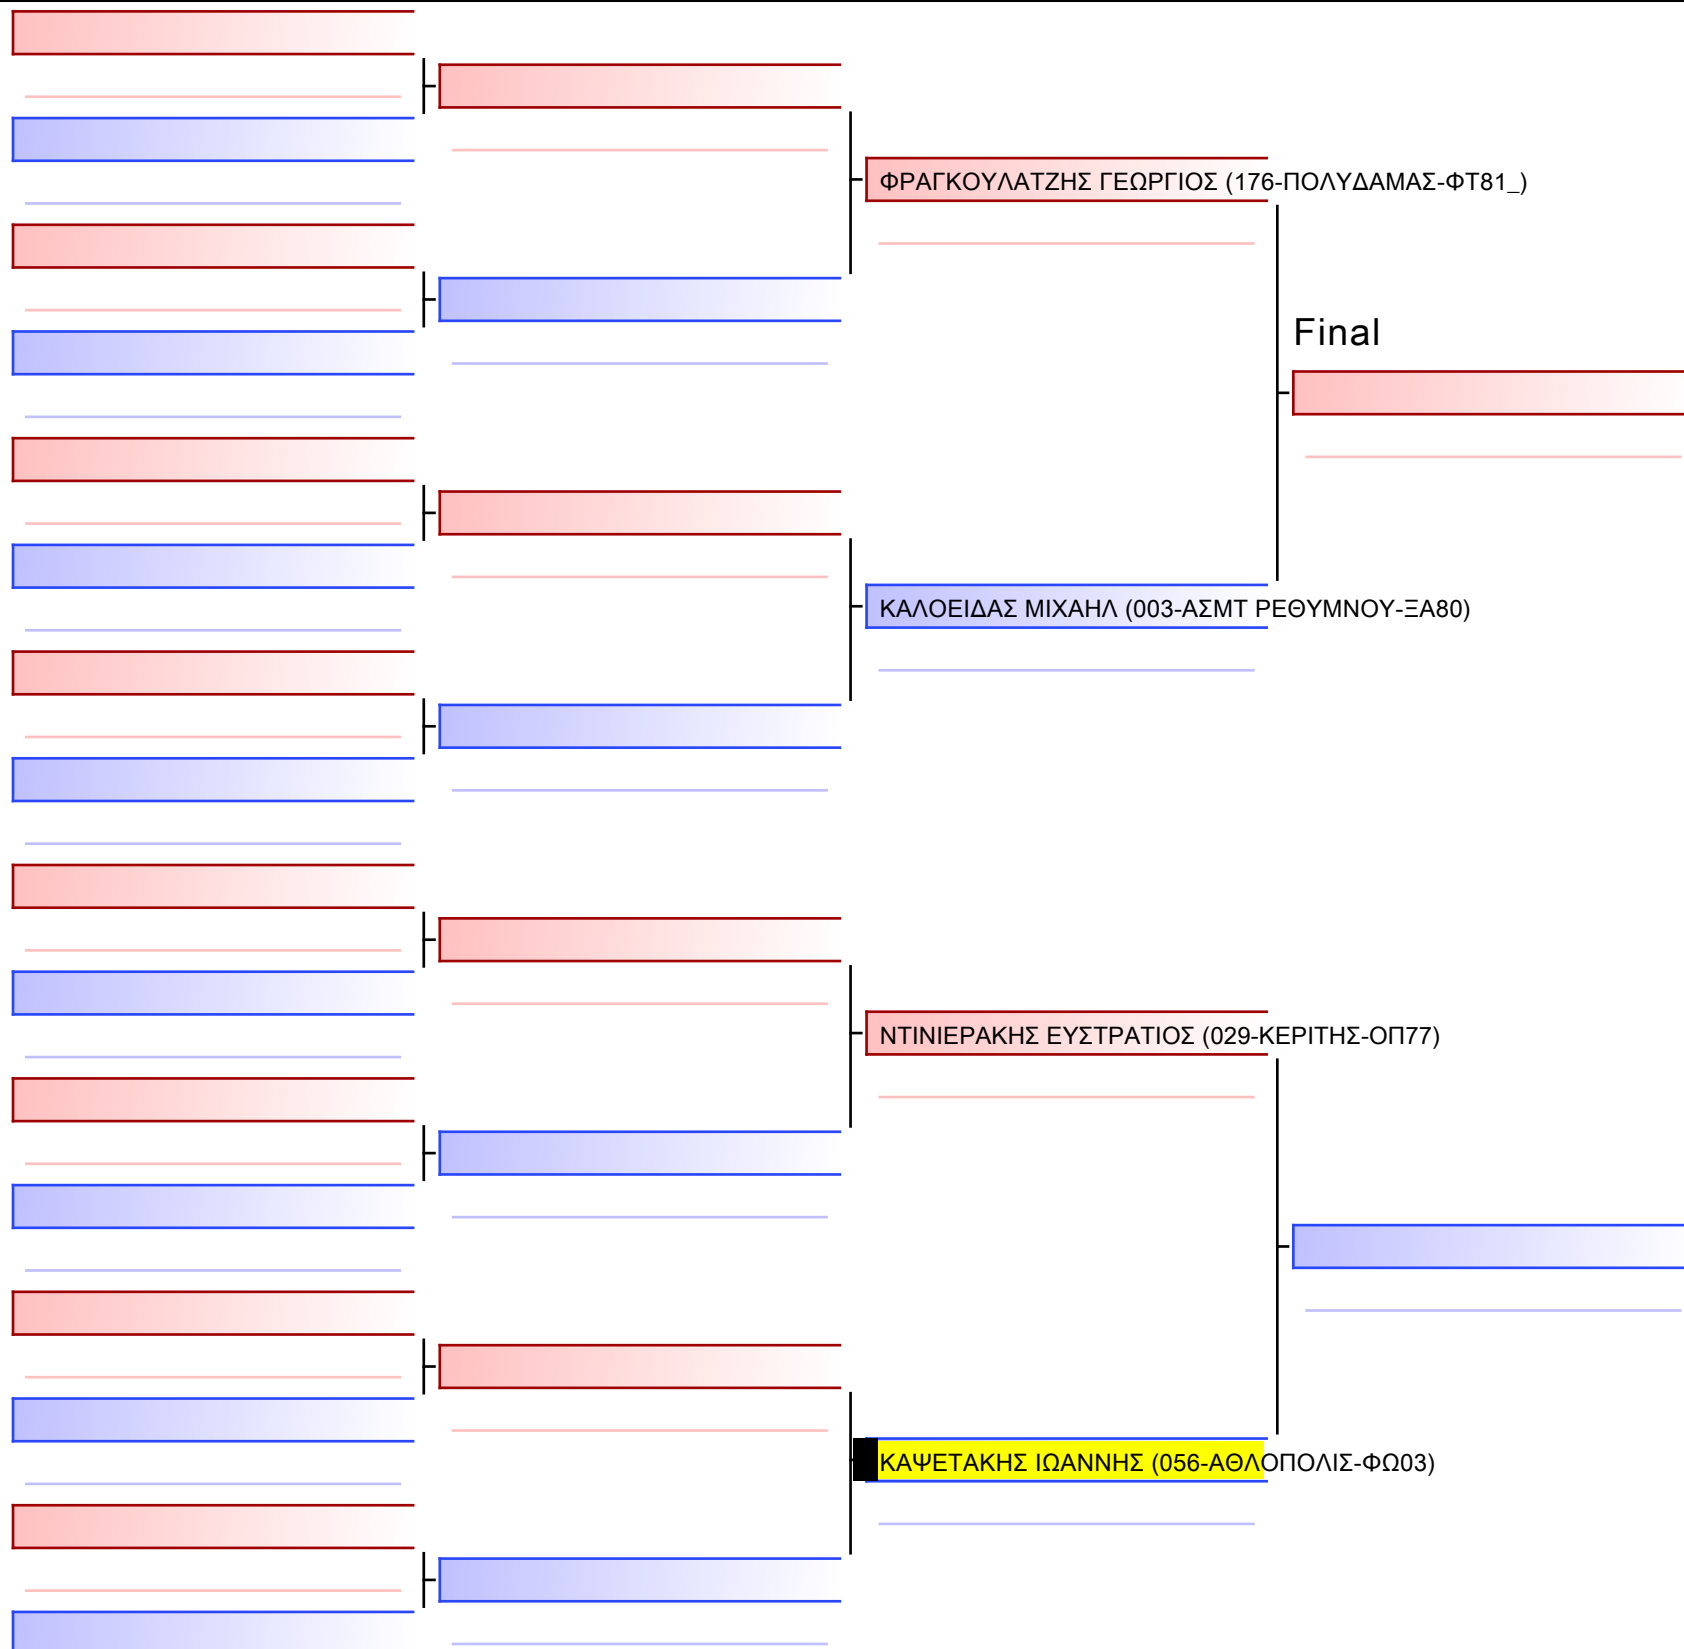 ΦΡΑΓΚΟΥΛΑΤΖΗΣ ΓΕΩΡΓΙΟΣ (176-ΠΟΛΥΔΑΜΑΣ-ΦΤ81_)
Final
ΚΑΛΟΕΙΔΑΣ ΜΙΧΑΗΛ (003-ΑΣΜΤ ΡΕΘΥΜΝΟΥ-ΞΑ80)
ΝΤΙΝΙΕΡΑΚΗΣ ΕΥΣΤΡΑΤΙΟΣ (029-ΚΕΡΙΤΗΣ-ΟΠ77)
ΚΑΨΕΤΑΚΗΣ ΙΩΑΝΝΗΣ (056-ΑΘΛΟΠΟΛΙΣ-ΦΩ03)